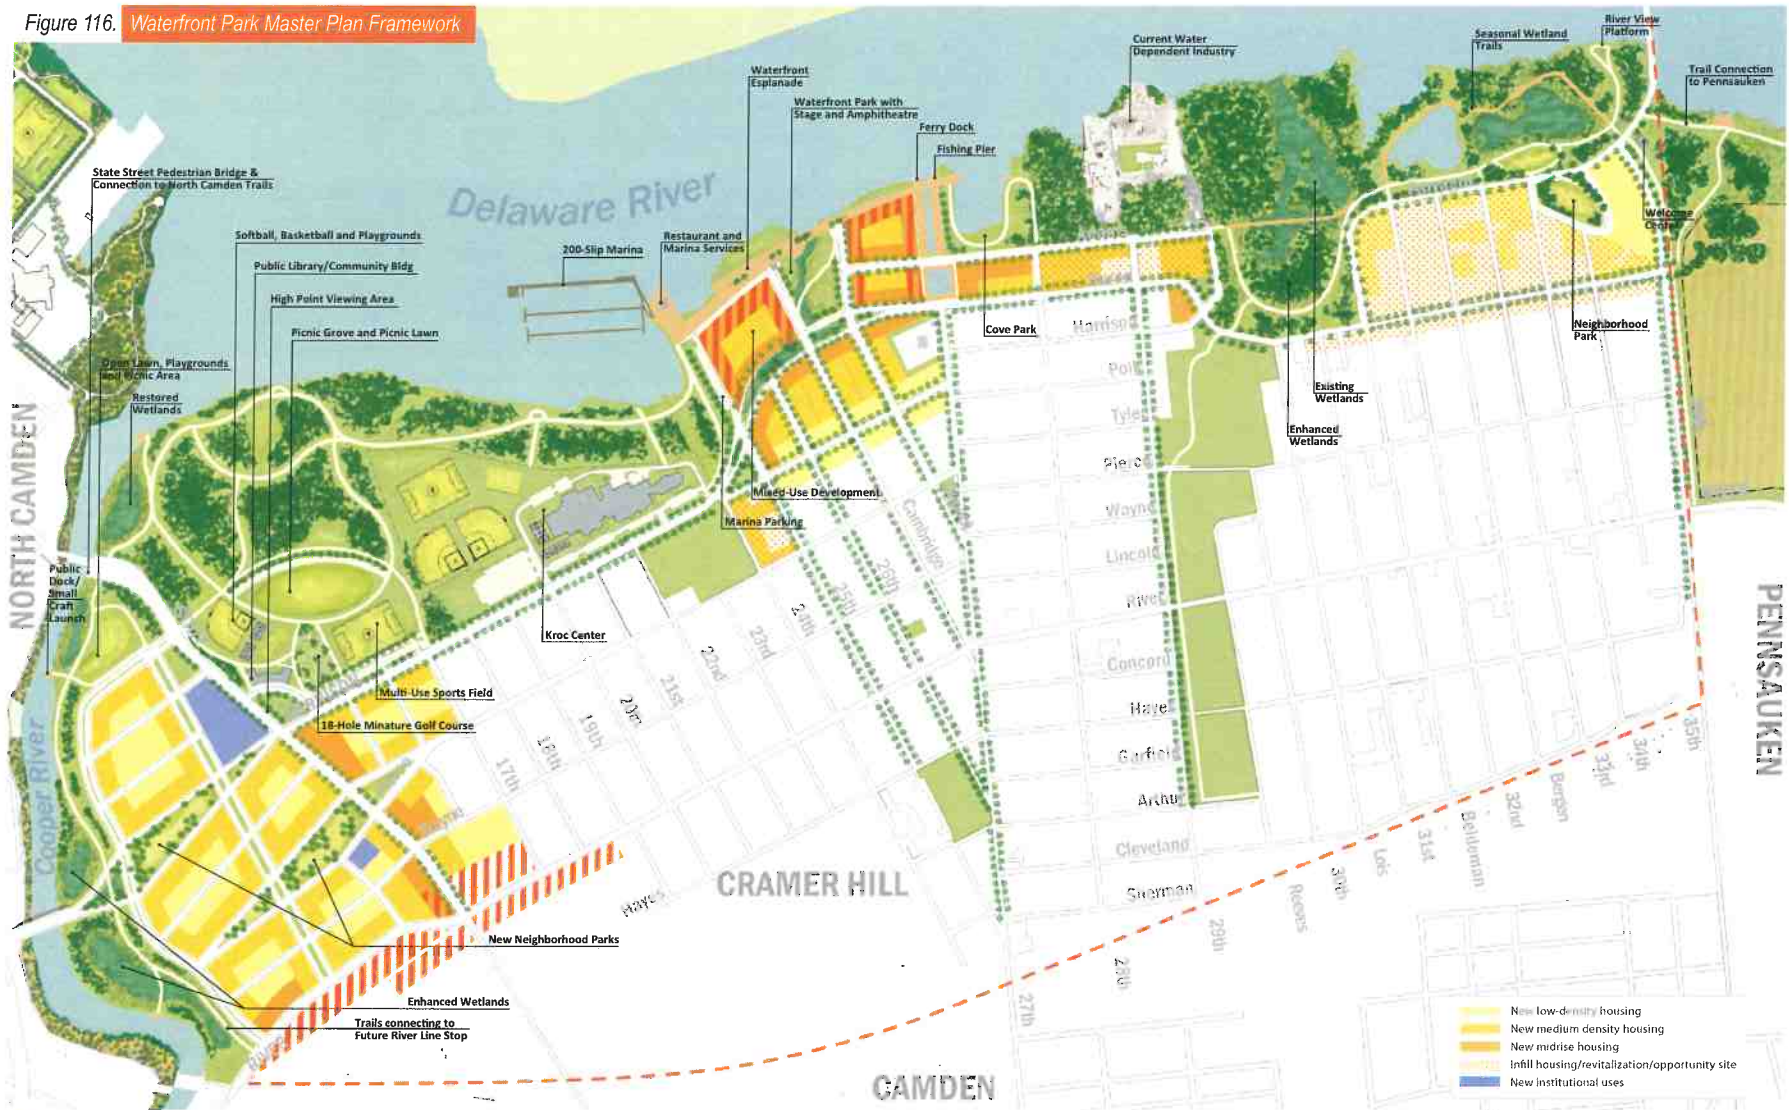 Figure 116. Waterfront Park Master Plan Framework
Current Water
Dependent Industry
Seasonal Wetland
Trails
River View
Platform
Trail Connection
to Pennsauken
Waterfront
Esplanade
Waterfront Park with
Stage and Amphitheatre
Ferry Dock
Fishing Pier
State Street Pedestrian Bridge &
Connection to North Camden Trails
Delaware River
Softball, Basketball and Playgrounds
200-Slip Marina
Restaurant and
Marina Services
Welcome
Center
Public Library/Community Bldg
High Point Viewing Area
Picnic Grove and Picnic Lawn
Cove Park
Harrison
Neighborhood
Park
Open Lawn, Playgrounds
and Picnic Area
Restored
Wetlands
Polk
Tyler
Existing
Wetlands
Enhanced
Wetlands
NORTH CAMDEN
Pierce
Mixed-Use Development
Marina Parking
Wayne
Cambridge
Lincoln
Public
Dock/
Small
Craft
Launch
River
26th
25th
24th
23rd
22nd
21st
20th
19th
18th
17th
Kroc Center
Concord
PENNSAUKEN
Multi-Use Sports Field
18-Hole Minature Golf Course
Hayes
Garfield
Arthur
Cleveland
Sherman
Cooper River
Wayne
Hayes
CRAMER HILL
35th
34th
33rd
Bergen
32nd
Beideman
31st
Lois
30th
Reeves
29th
28th
27th
New Neighborhood Parks
Enhanced Wetlands
Trails connecting to
Future River Line Stop
River
CAMDEN
New low-density housing
New medium density housing
New midrise housing
Infill housing/revitalization/opportunity site
New institutional uses